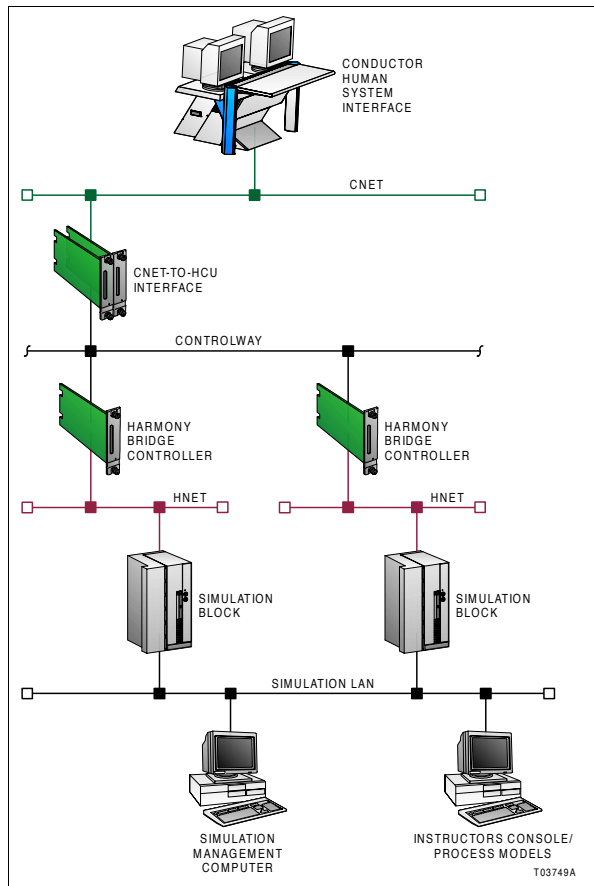 CONDUCTOR
HUMAN
SYSTEM
INTERFACE
CNET
CNET-TO-HCU
INTERFACE
CONTROLWAY
HARMONY
BRIDGE
CONTROLLER
HARMONY
BRIDGE
CONTROLLER
HNET
HNET
SIMULATION
BLOCK
SIMULATION
BLOCK
SIMULATION LAN
SIMULATION
MANAGEMENT
COMPUTER
INSTRUCTORS CONSOLE/
PROCESS MODELS
T03749A